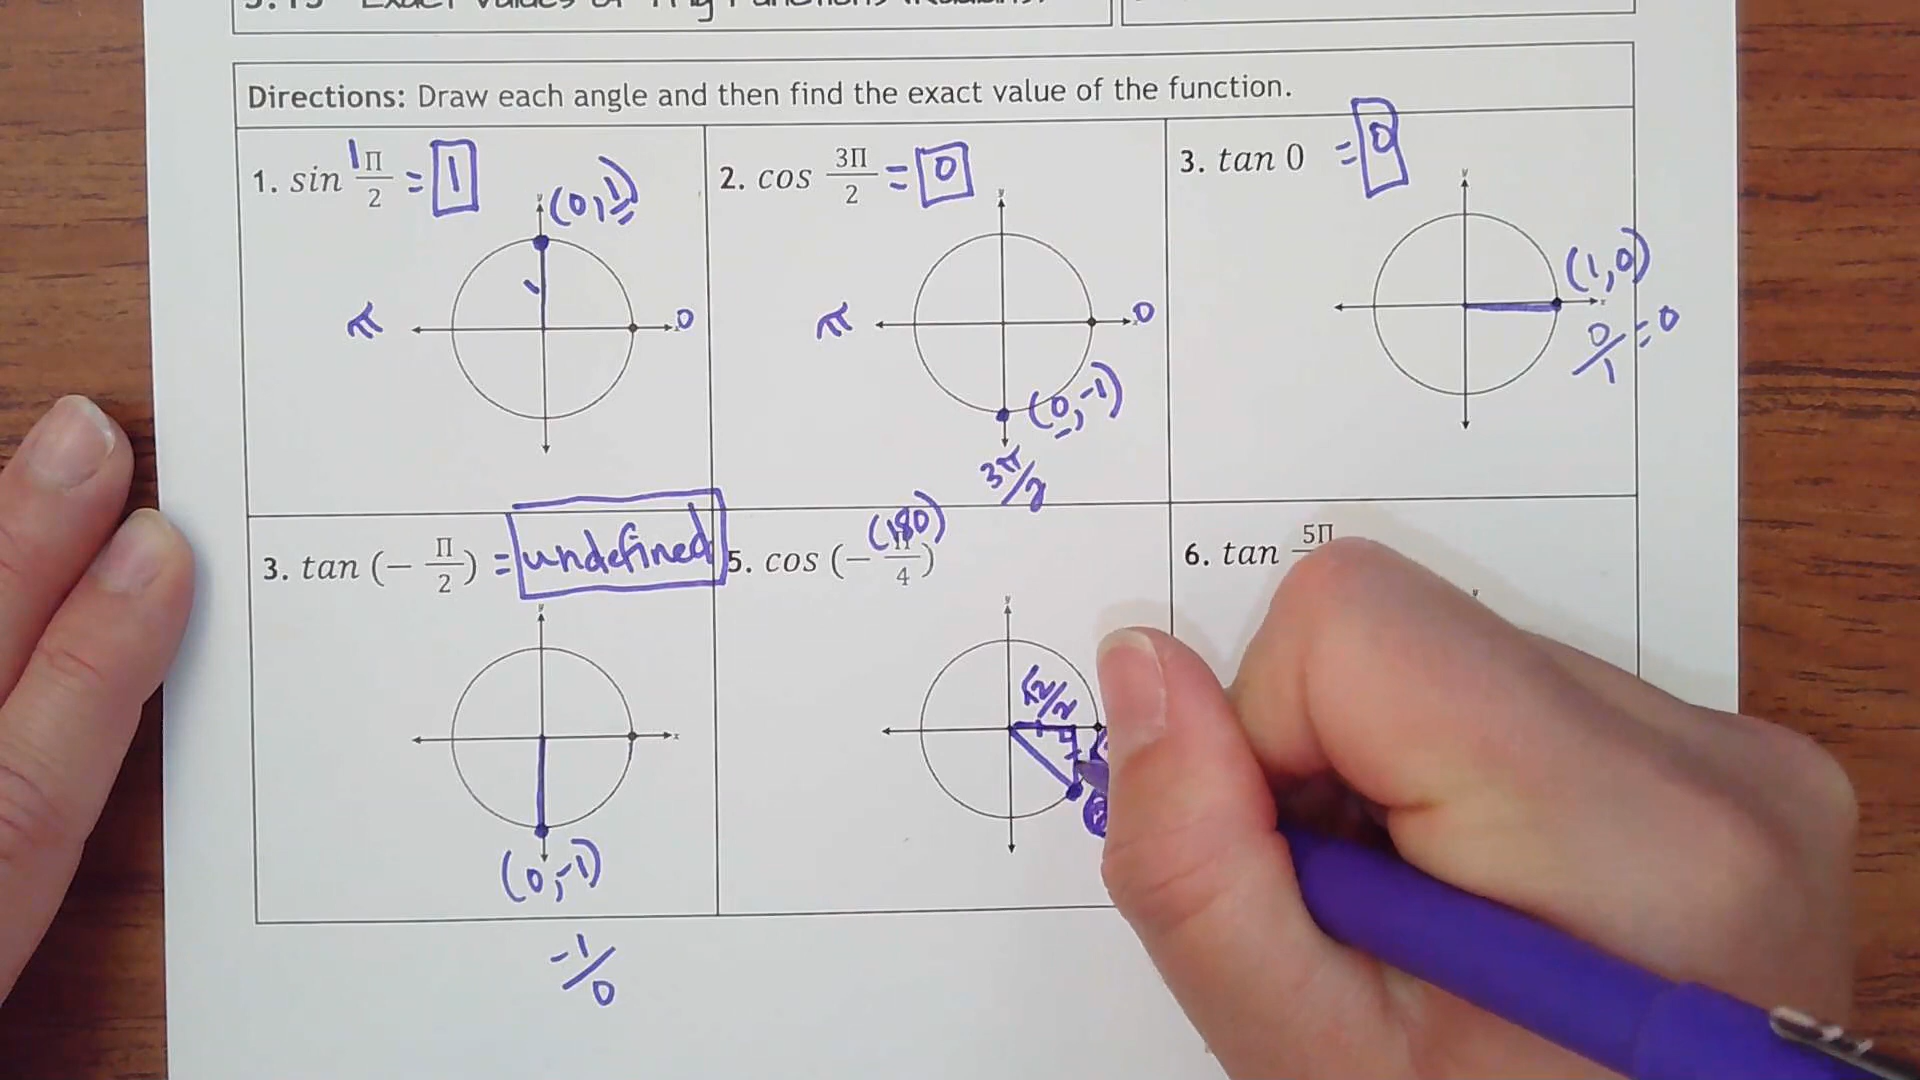 Directions: Draw each angle and then find the exact value of the function.
1. sin 1Π/2 = 1
(0,1)
π
0
y
2. cos 3Π/2 = 0
y
π
0
(0,-1)
3π/2
3. tan 0 = 0
y
(1,0)
x
0/1 = 0
3. tan (− Π/2) = undefined
y
x
(0,-1)
-1/0
5. cos (− Π/4)
(180)
y
√2/2
6. tan 5Π
y